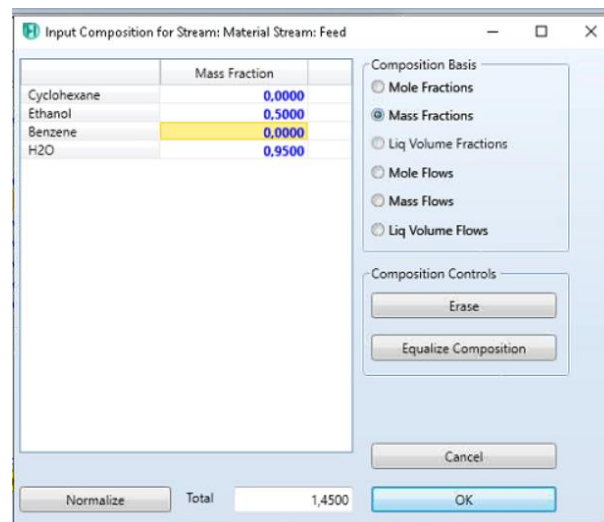 Input Composition for Stream: Material Stream: Feed
Mass Fraction
Cyclohexane 0,0000
Ethanol 0,5000
Benzene 0,0000
H2O 0,9500
Composition Basis
Mole Fractions
Mass Fractions
Liq Volume Fractions
Mole Flows
Mass Flows
Liq Volume Flows
Composition Controls
Erase
Equalize Composition
Cancel
Normalize Total 1,4500 OK